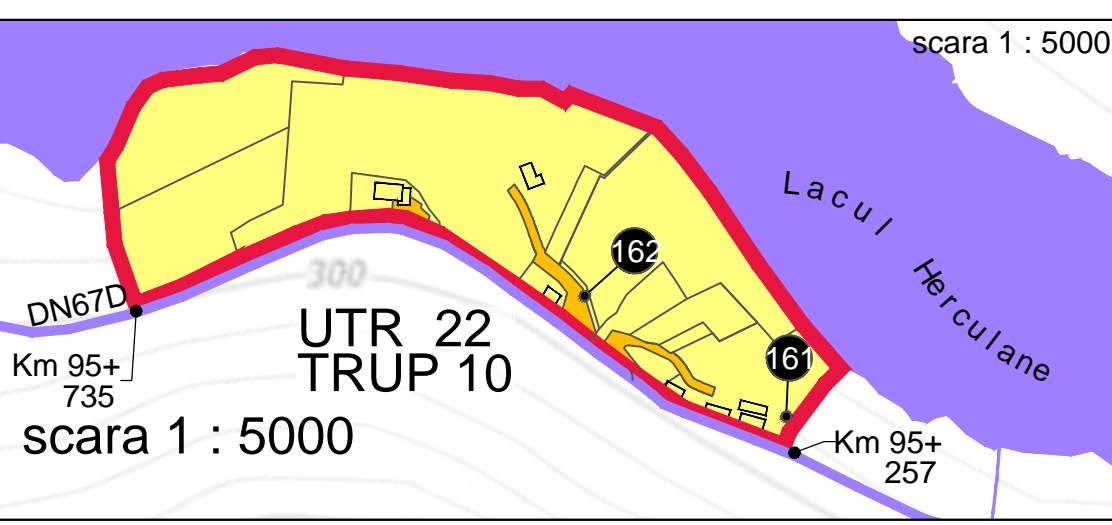 scara 1 : 5000
Lacul Herculane
162
300
DN67D
UTR 22
TRUP 10
Km 95+
735
161
scara 1 : 5000
Km 95+
257